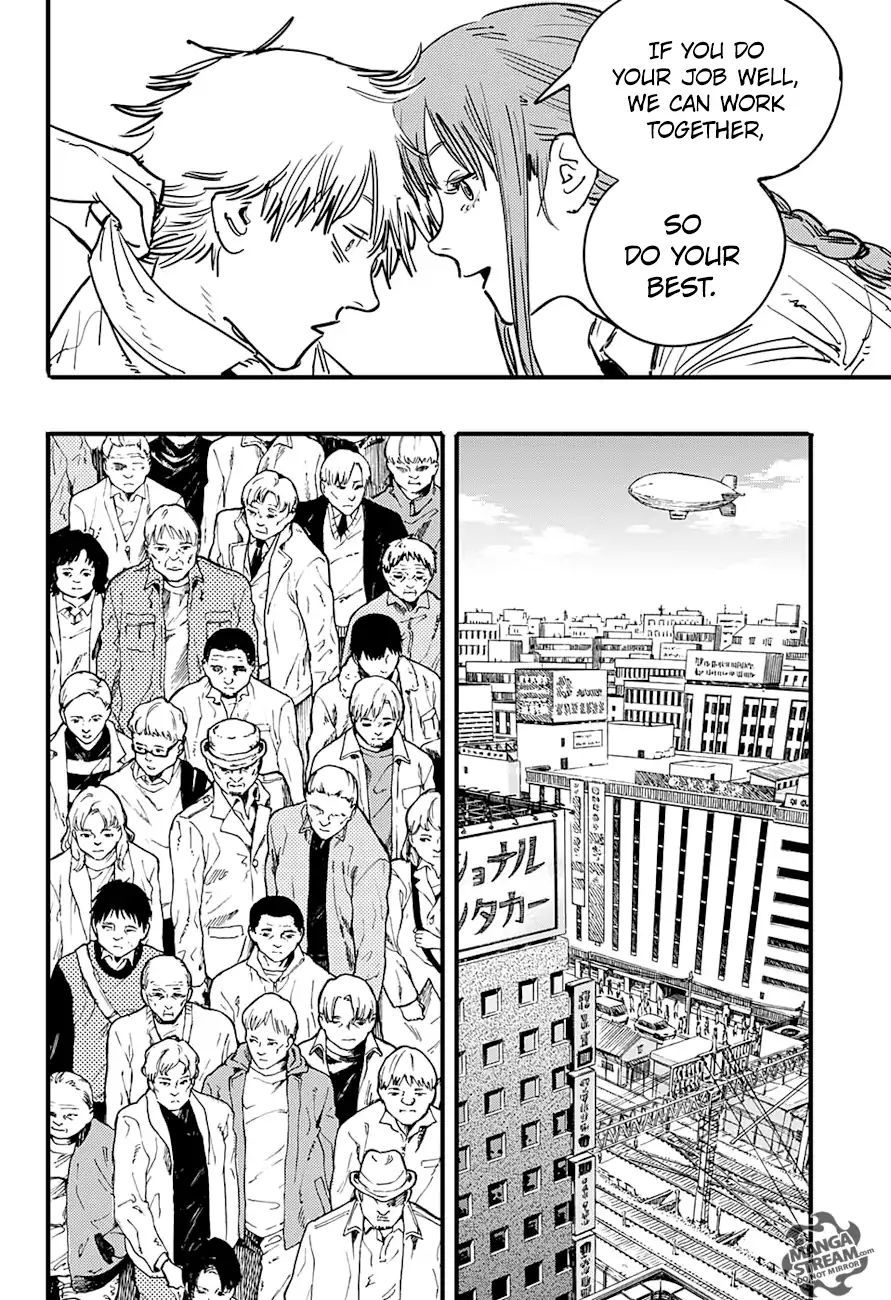 IF YOU DO
YOUR JOB WELL,
WE CAN WORK
TOGETHER,
SO
DO YOUR
BEST.
ョナル
ンタカー
MANGA
STREAM.com
DO NOT MIRROR